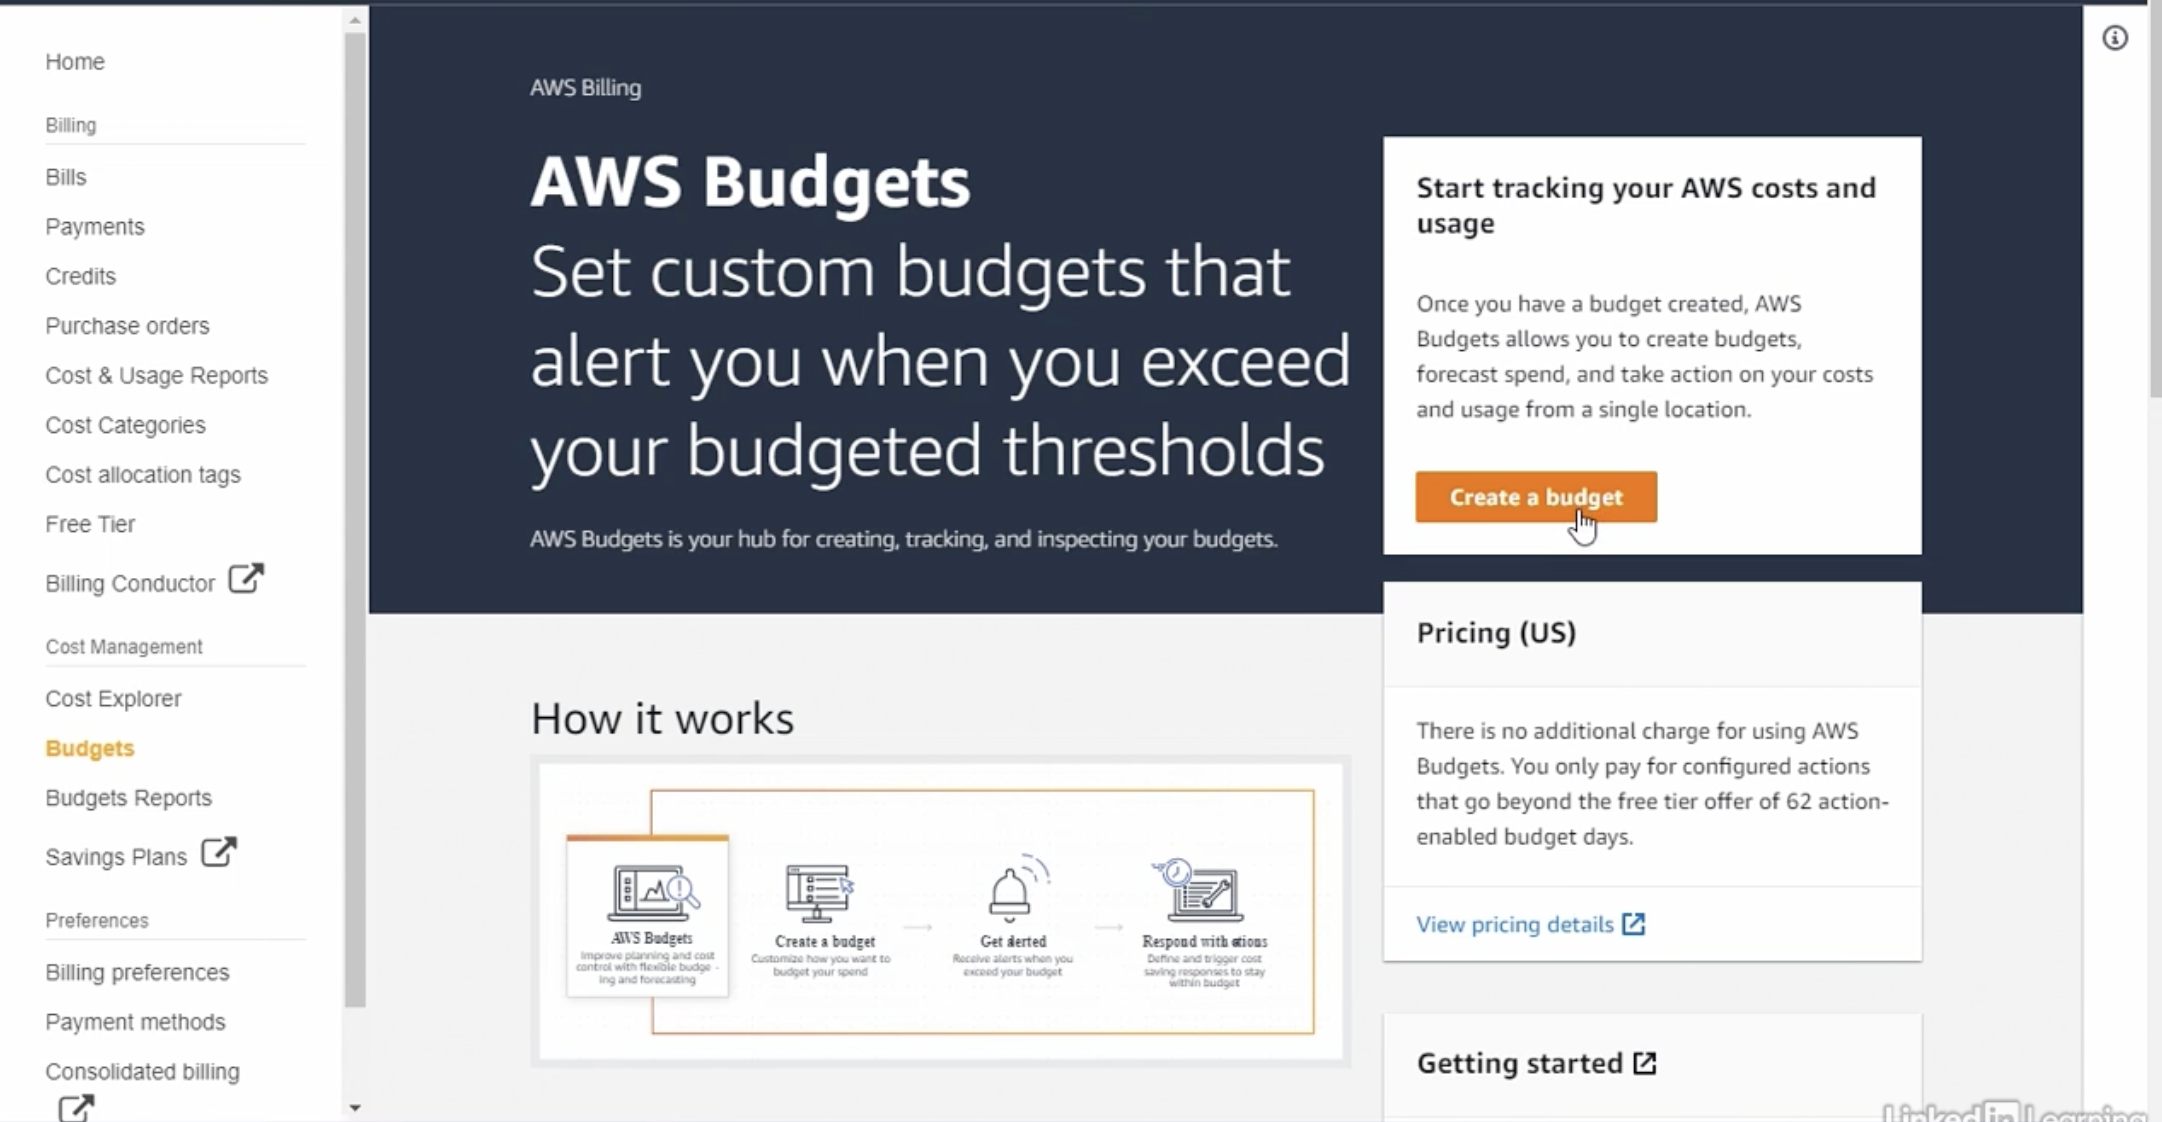 Home
Billing
Bills
Payments
Credits
Purchase orders
Cost & Usage Reports
Cost Categories
Cost allocation tags
Free Tier
Billing Conductor
Cost Management
Cost Explorer
Budgets
Budgets Reports
Savings Plans
Preferences
Billing preferences
Payment methods
Consolidated billing
AWS Billing
AWS Budgets
Set custom budgets that
alert you when you exceed
your budgeted thresholds
AWS Budgets is your hub for creating, tracking, and inspecting your budgets.
Start tracking your AWS costs and
usage
Once you have a budget created, AWS
Budgets allows you to create budgets,
forecast spend, and take action on your costs
and usage from a single location.
Create a budget
Pricing (US)
There is no additional charge for using AWS
Budgets. You only pay for configured actions
that go beyond the free tier offer of 62 action-
enabled budget days.
View pricing details
Getting started
How it works
AWS Budgets
Improve planning and cost
control with flexible budge -
ing and forecasting
Create a budget
Customize how you want to
budget your spend
Get alerted
Receive alerts when you
exceed your budget
Respond with ations
Define and trigger cost
saving responses to stay
within budget
Linked in Learning